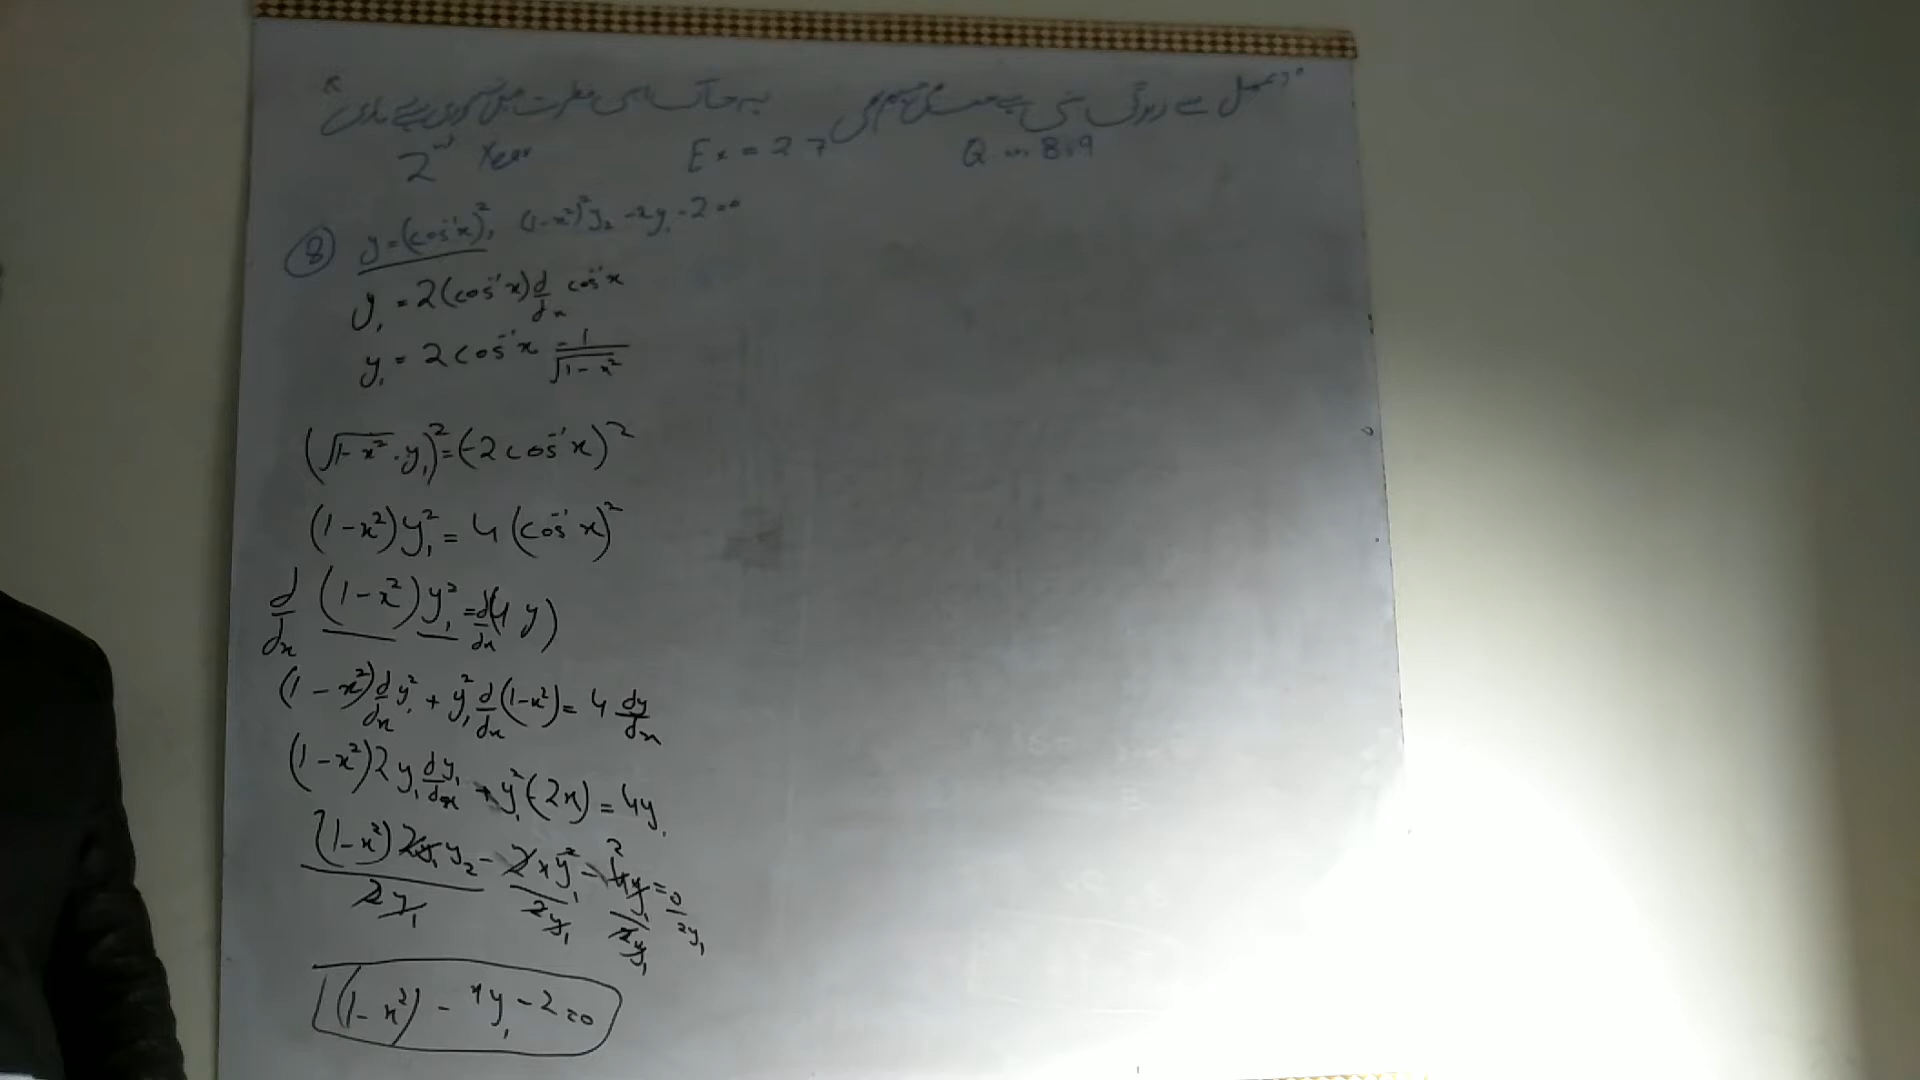 2nd Year Ex = 2 7 Q no 8,9
⑧ y = (cos⁻¹x)², (1-x²)y₂ - xy₁ - 2 = 0
y₁ = 2(cos⁻¹x) d/dx cos⁻¹x
y₁ = 2cos⁻¹x -1/√(1-x²)
(√(1-x²) · y₁)² = (-2cos⁻¹x)²
(1-x²)y₁² = 4(cos⁻¹x)²
d/dx (1-x²)y₁² = d/dx(4y)
(1-x²) d/dx y₁² + y₁² d/dx (1-x²) = 4 dy/dx
(1-x²)2y₁ dy₁/dx + y₁²(-2x) = 4y₁
(1-x²)2y₁y₂/2y₁ - 2xy₁²/2y₁ - 4y₁/2y₁ = 0/2y₁
(1-x²) - xy₁ - 2 = 0